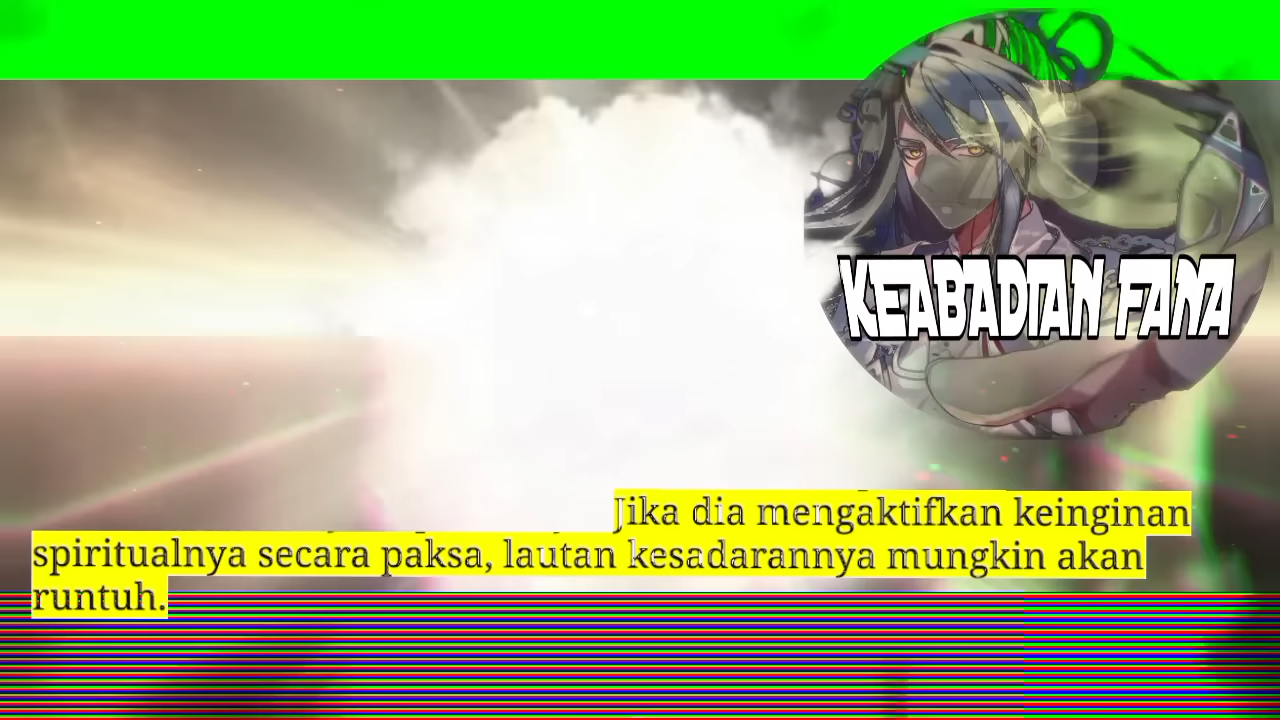 KEABADIAN FANA
Jika dia mengaktifkan keinginan
spiritualnya secara paksa, lautan kesadarannya mungkin akan
runtuh.